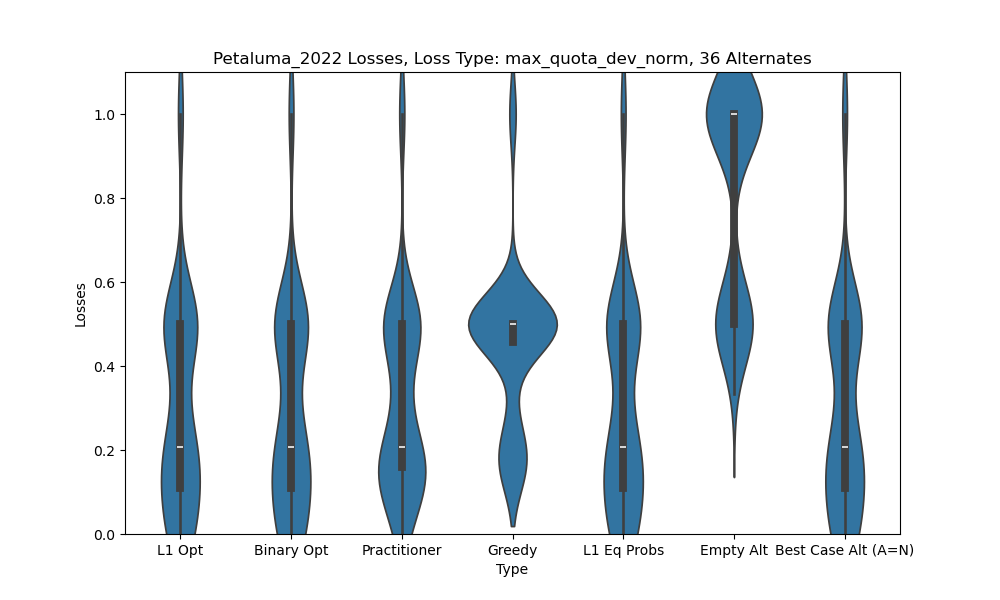 Petaluma_2022 Losses, Loss Type: max_quota_dev_norm, 36 Alternates
Losses
1.0
0.8
0.6
0.4
0.2
0.0
L1 Opt Binary Opt Practitioner Greedy L1 Eq Probs Empty Alt Best Case Alt (A=N)
Type